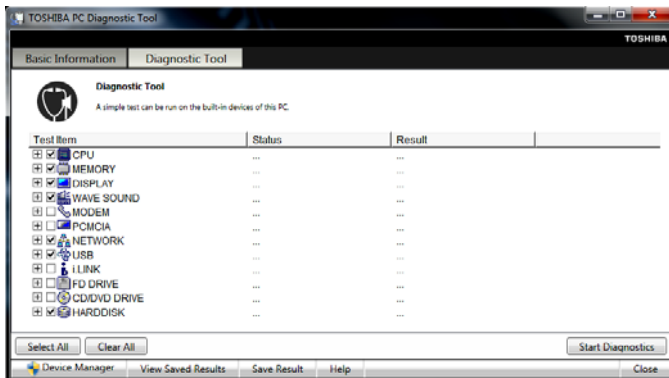 TOSHIBA PC Diagnostic Tool
TOSHIBA
Basic Information Diagnostic Tool
Diagnostic Tool
A simple test can be run on the built-in devices of this PC.
Test Item Status Result
CPU ... ...
MEMORY ... ...
DISPLAY ... ...
WAVE SOUND ... ...
MODEM ... ...
PCMCIA ... ...
NETWORK ... ...
USB ... ...
i.LINK ... ...
FD DRIVE ... ...
CD/DVD DRIVE ... ...
HARDDISK ... ...
Select All Clear All Start Diagnostics
Device Manager View Saved Results Save Result Help Close